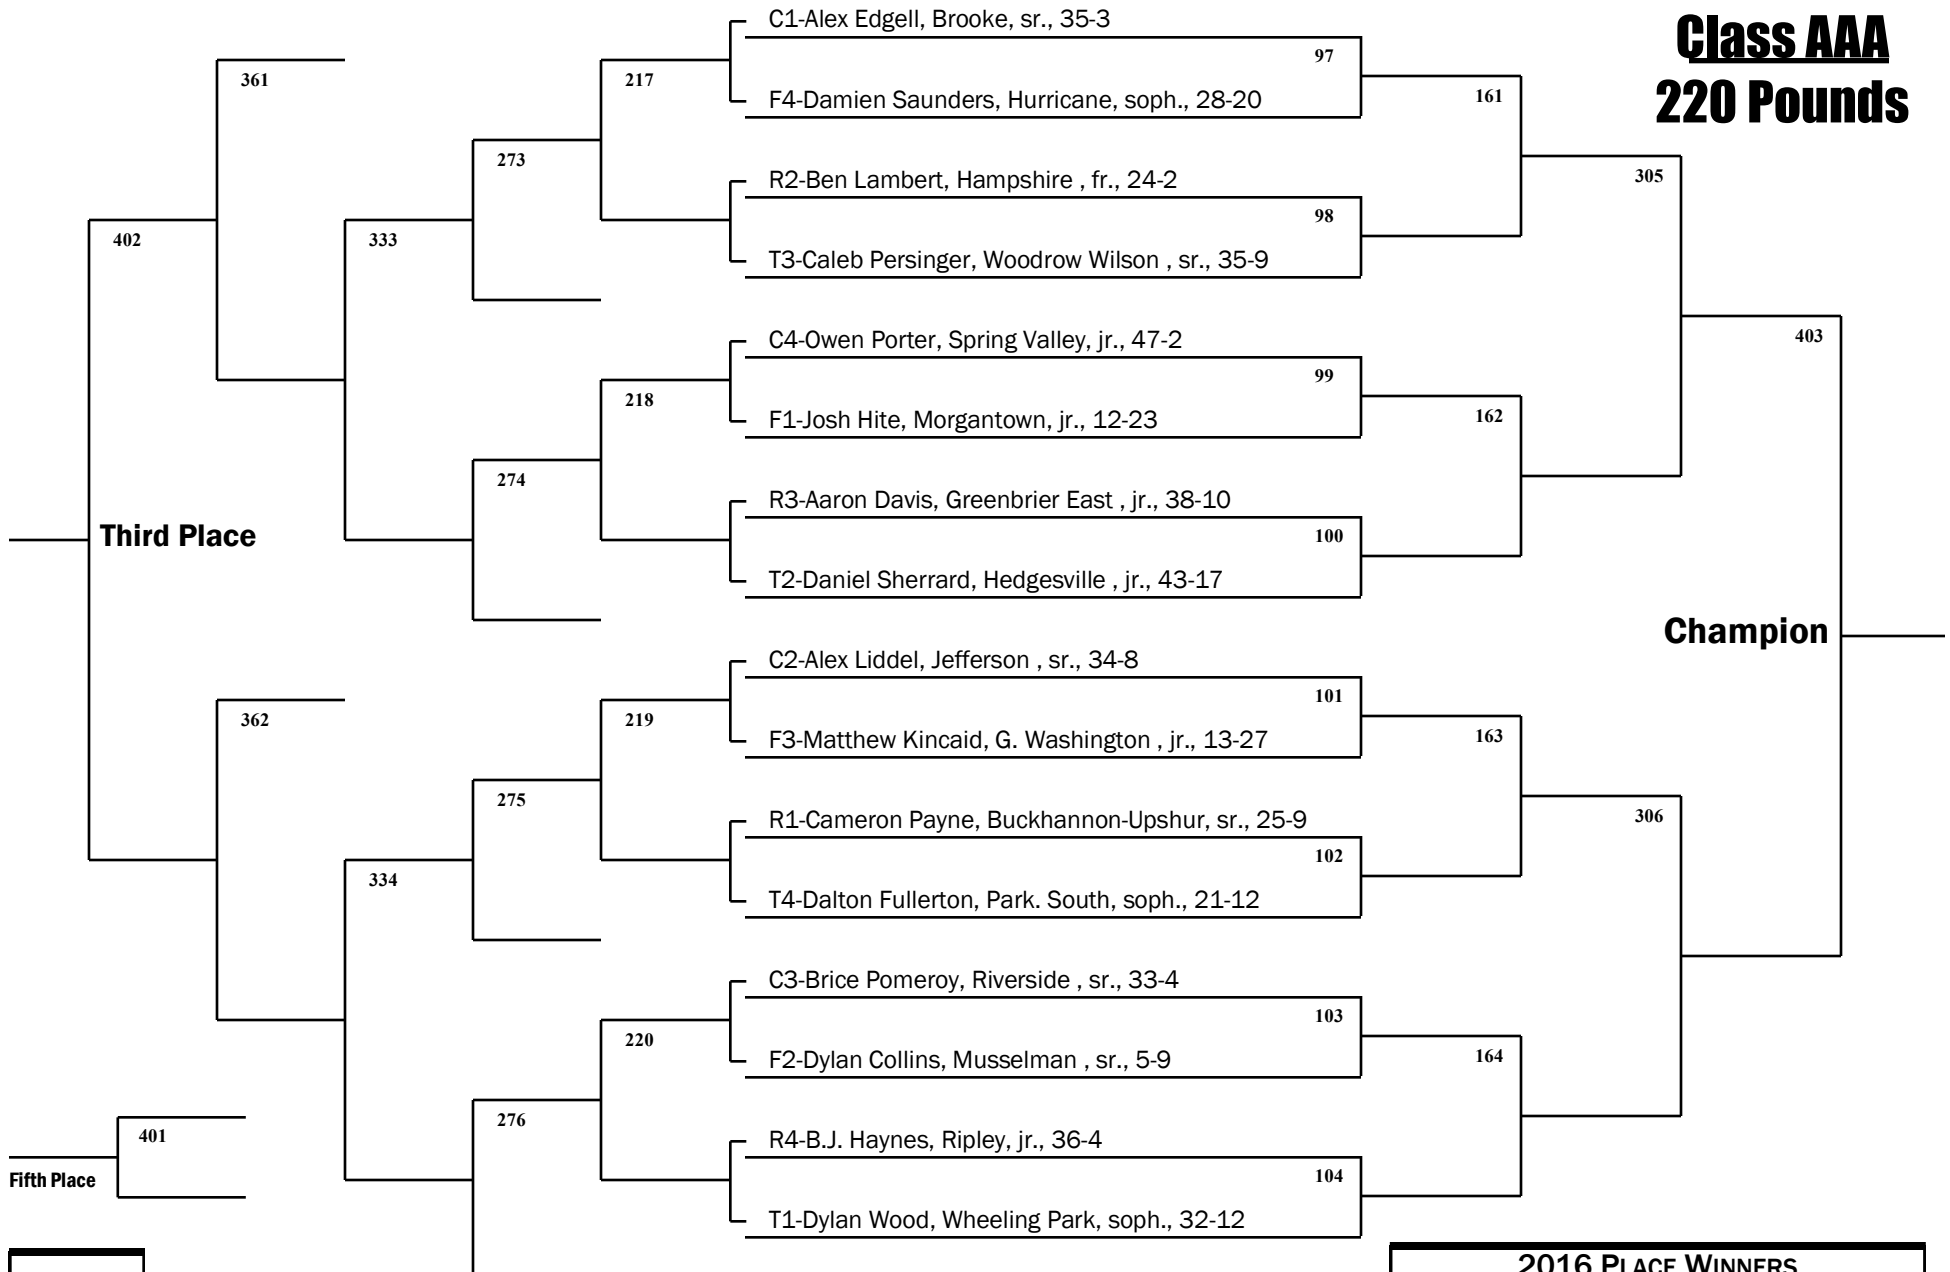 Class AAA
220 Pounds
C1-Alex Edgell, Brooke, sr., 35-3
97
F4-Damien Saunders, Hurricane, soph., 28-20
R2-Ben Lambert, Hampshire , fr., 24-2
98
T3-Caleb Persinger, Woodrow Wilson , sr., 35-9
C4-Owen Porter, Spring Valley, jr., 47-2
99
F1-Josh Hite, Morgantown, jr., 12-23
R3-Aaron Davis, Greenbrier East , jr., 38-10
100
T2-Daniel Sherrard, Hedgesville , jr., 43-17
C2-Alex Liddel, Jefferson , sr., 34-8
101
F3-Matthew Kincaid, G. Washington , jr., 13-27
R1-Cameron Payne, Buckhannon-Upshur, sr., 25-9
102
T4-Dalton Fullerton, Park. South, soph., 21-12
C3-Brice Pomeroy, Riverside , sr., 33-4
103
F2-Dylan Collins, Musselman , sr., 5-9
R4-B.J. Haynes, Ripley, jr., 36-4
104
T1-Dylan Wood, Wheeling Park, soph., 32-12
161
162
163
164
305
306
403
Champion
217
218
219
220
273
274
275
276
333
334
361
362
402
Third Place
401
Fifth Place
2016 PLACE WINNERS